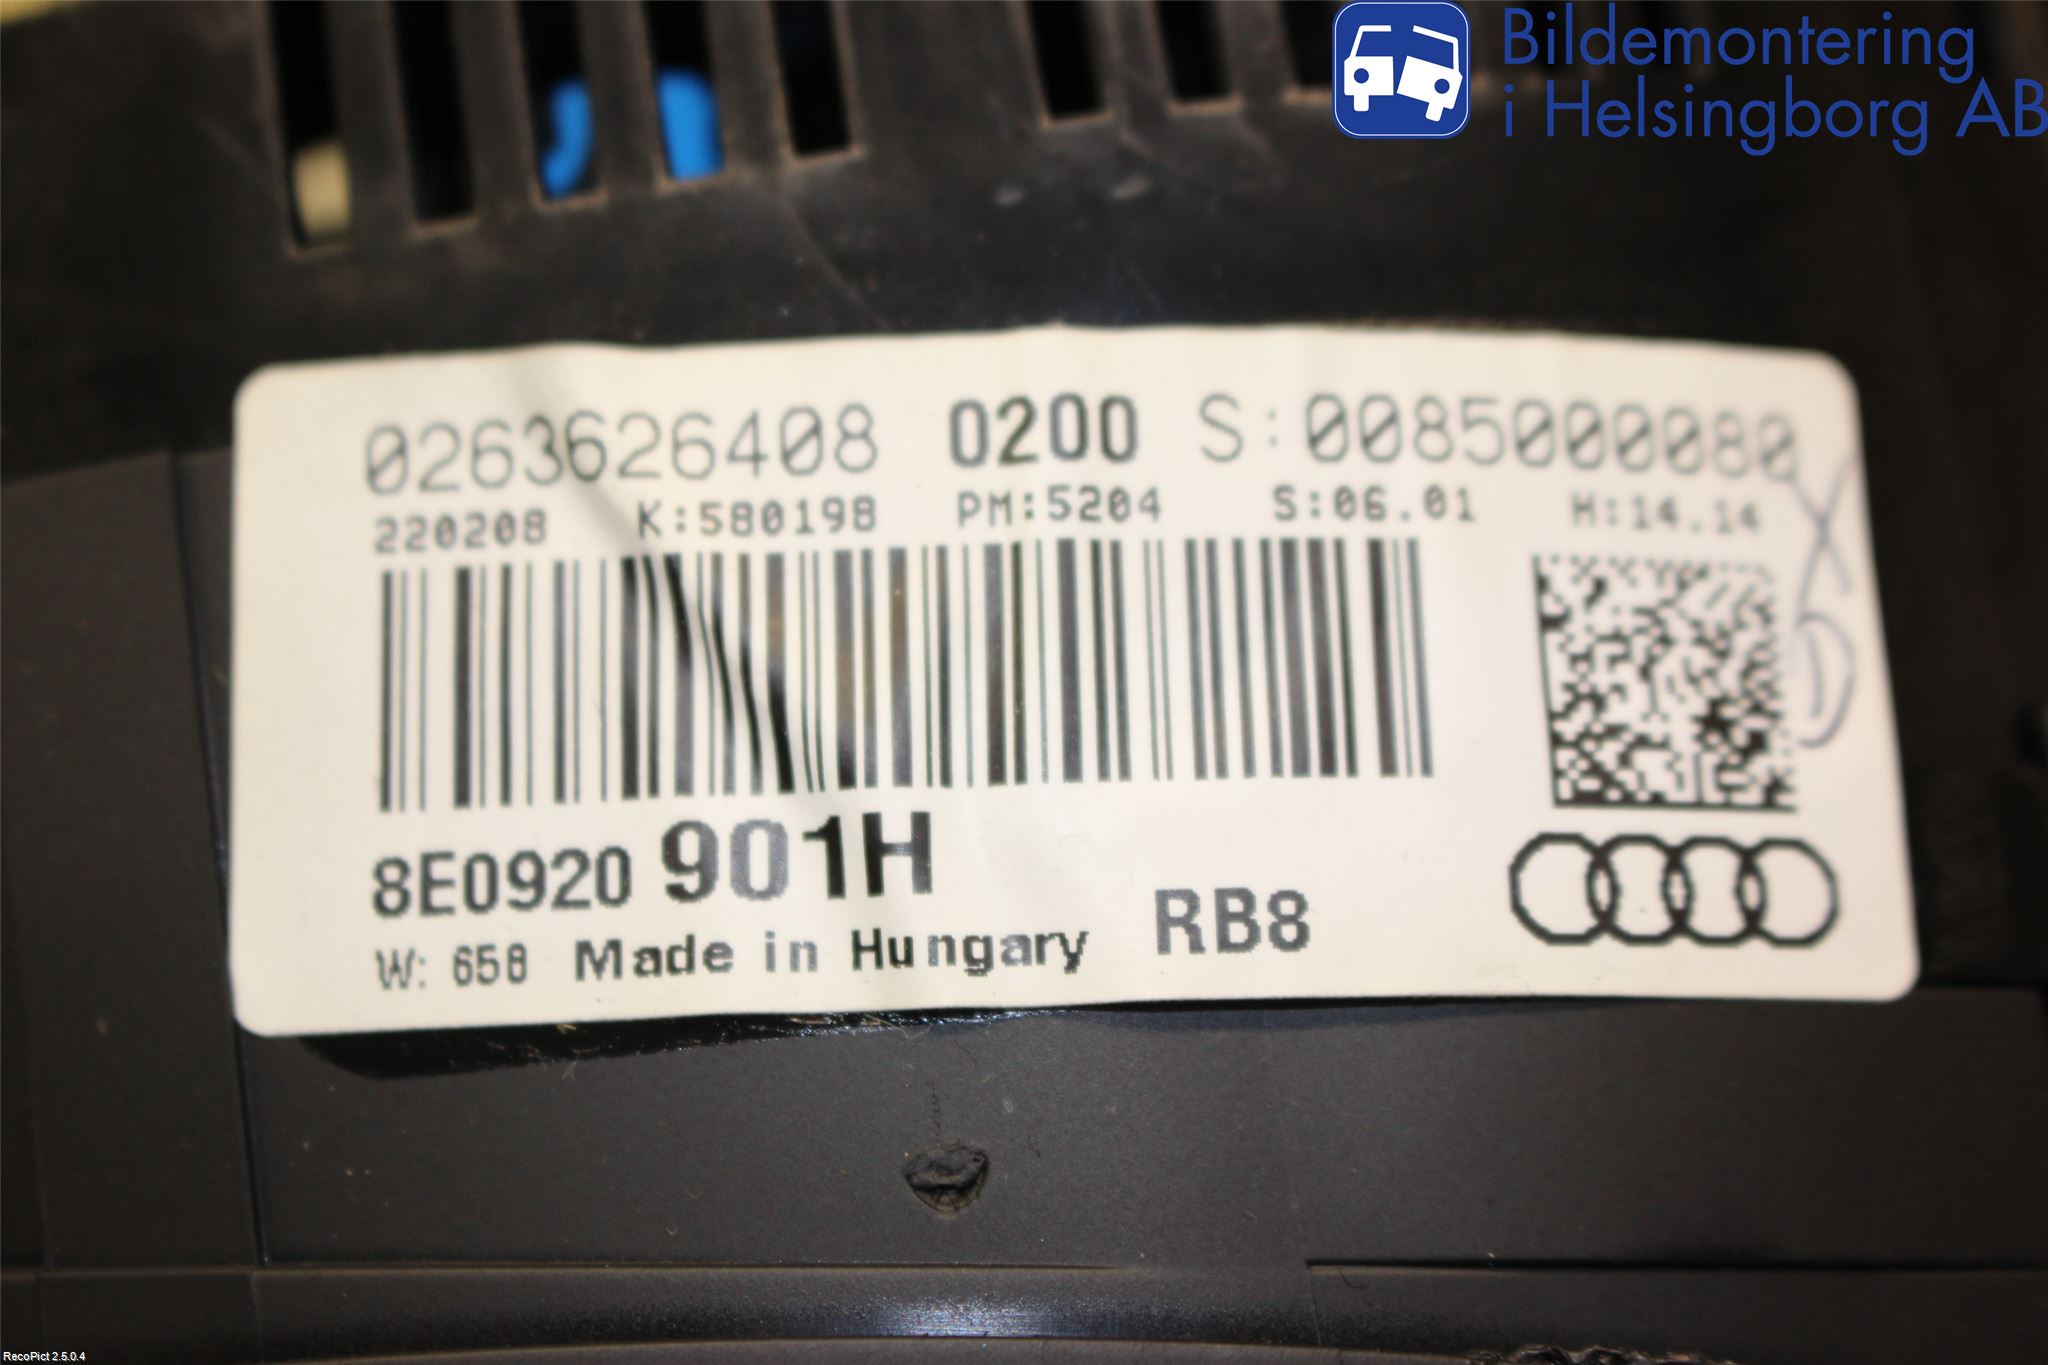 Bildemontering
i Helsingborg AB
0263626408 0200 S:0085000080
220208 K:580198 PM:5204 S:06.01 H:14.14
8E0920 901H
W: 658 Made in Hungary RB8
RecoPict 2.5.0.4